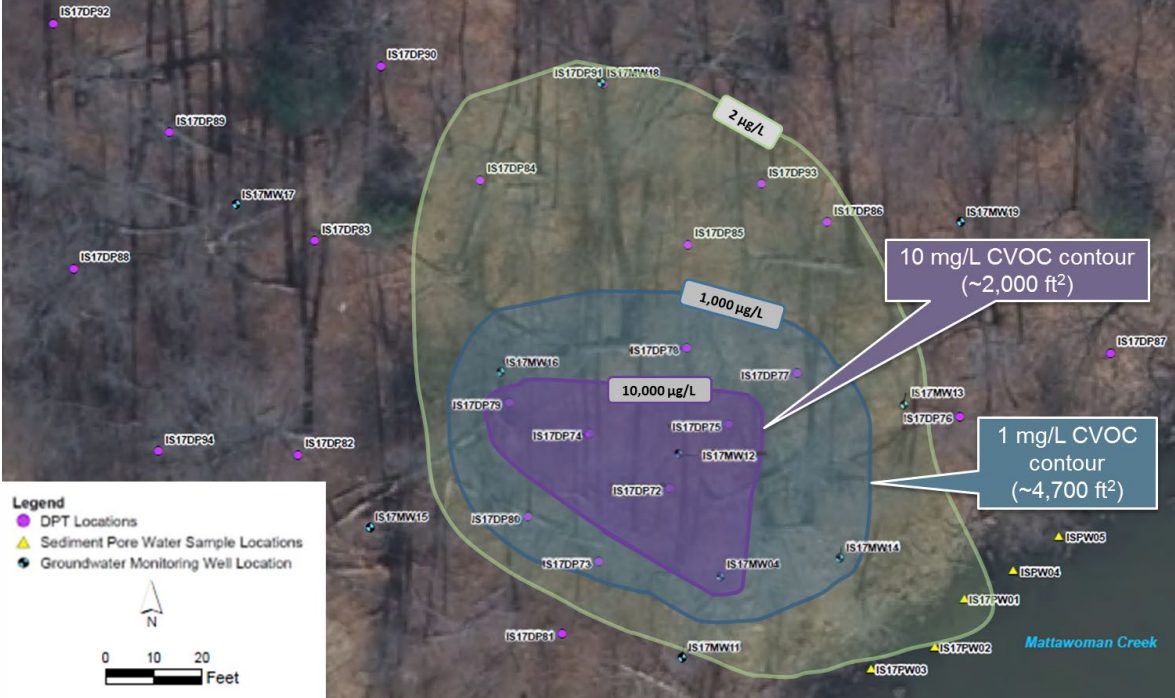 IS17DP92
IS17DP90
IS17DP91
IS17MW18
2 µg/L
IS17DP89
IS17DP84
IS17DP93
IS17MW17
IS17DP86
IS17MW19
IS17DP83
IS17DP85
IS17DP88
10 mg/L CVOC contour
(~2,000 ft²)
1,000 µg/L
IS17DP78
IS17DP87
IS17MW16
IS17DP77
10,000 µg/L
IS17MW13
IS17DP79
IS17DP76
IS17DP75
IS17DP74
IS17DP94
IS17DP82
IS17MW12
1 mg/L CVOC
contour
(~4,700 ft²)
IS17DP72
Legend
DPT Locations
Sediment Pore Water Sample Locations
Groundwater Monitoring Well Location
N
0 10 20
Feet
IS17MW15
IS17DP80
ISPW05
IS17MW14
IS17DP73
IS17MW04
ISPW04
IS17PW01
IS17DP81
IS17MW11
IS17PW02
Mattawoman Creek
IS17PW03